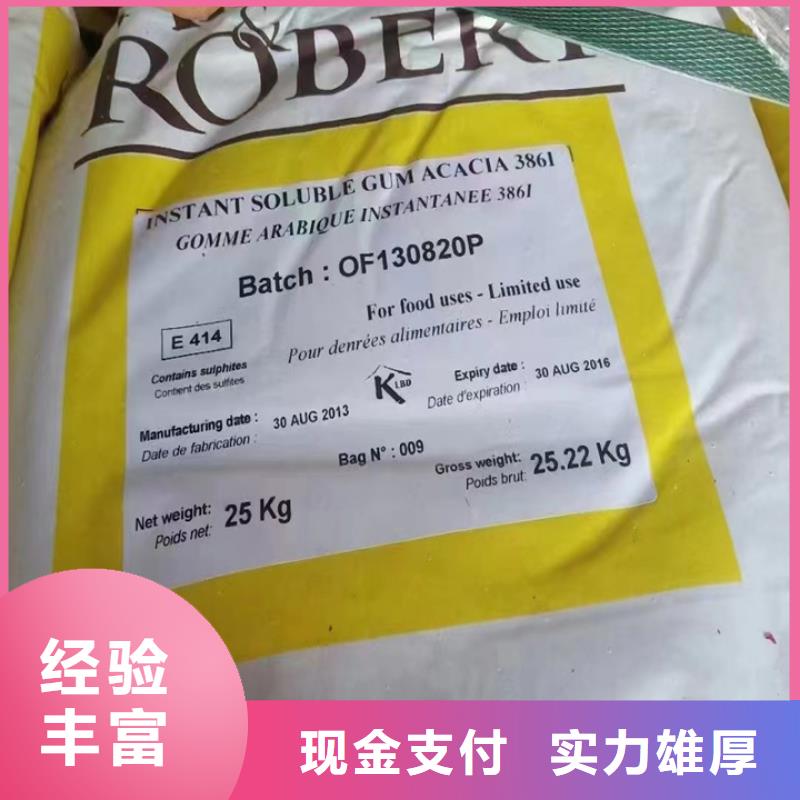 &
ROBERT
INSTANT SOLUBLE GUM ACACIA 3861
GOMME ARABIQUE INSTANTANEE 3861
Batch : OF130820P
For food uses - Limited use
Pour denrées alimentaires - Emploi limité
E 414
Contains sulphites
Contient des sulfites
K LBD
Expiry date : 30 AUG 2016
Date d'expiration :
Manufacturing date : 30 AUG 2013
Date de fabrication :
Bag N° : 009
Gross weight: 25.22 Kg
Poids brut:
Net weight: 25 Kg
Poids net:
经验
丰富
现金支付 实力雄厚